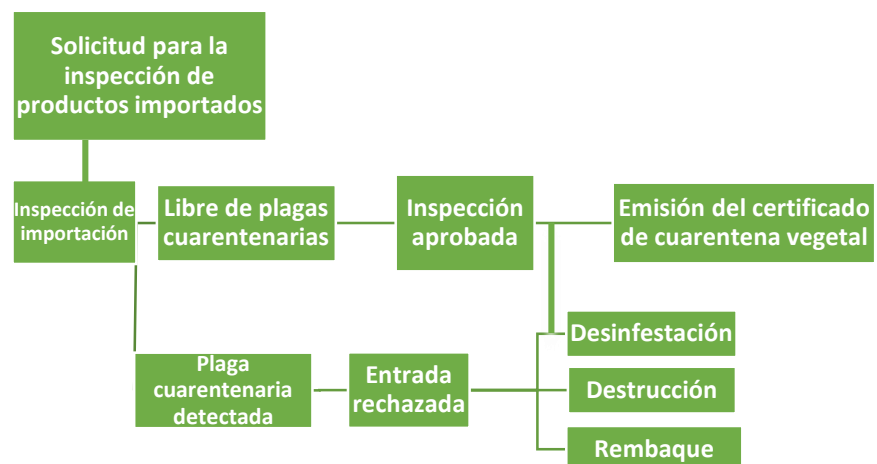 Solicitud para la
inspección de
productos importados
Inspección de
importación
Libre de plagas
cuarentenarias
Inspección
aprobada
Emisión del certificado
de cuarentena vegetal
Plaga
cuarentenaria
detectada
Entrada
rechazada
Desinfestación
Destrucción
Rembaque